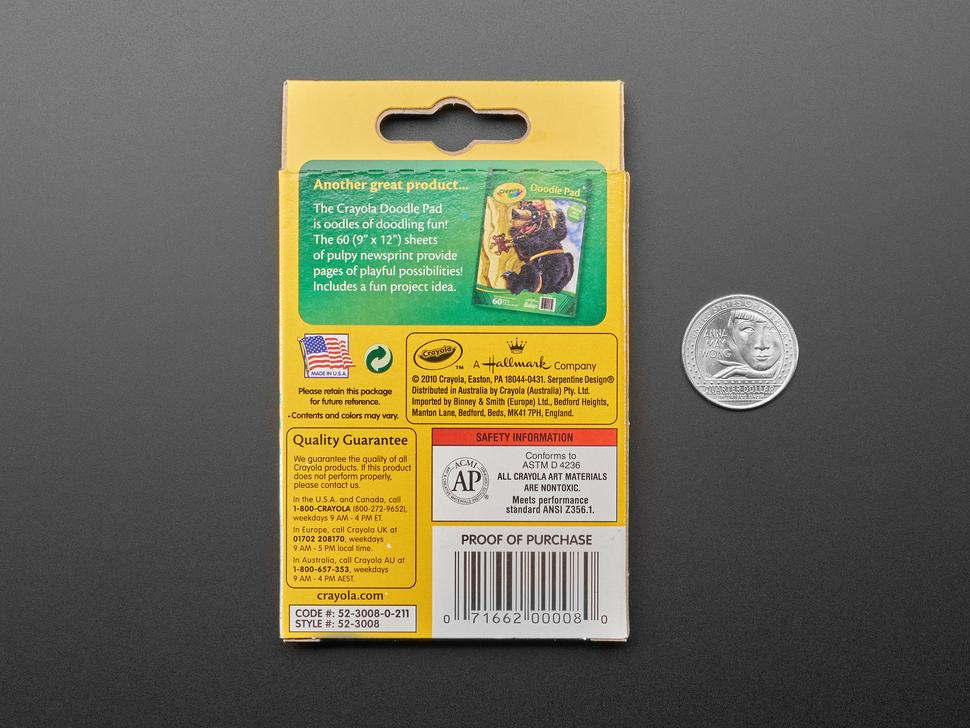 Another great product...
The Crayola Doodle Pad
is oodles of doodling fun!
The 60 (9" x 12") sheets
of pulpy newsprint provide
pages of playful possibilities!
Includes a fun project idea.
Crayola
Doodle Pad
60
MADE IN U.S.A.
Please retain this package
for future reference.
• Contents and colors may vary.
Crayola™ A Hallmark Company
© 2010 Crayola, Easton, PA 18044-0431. Serpentine Design®
Distributed in Australia by Crayola (Australia) Pty. Ltd.
Imported by Binney & Smith (Europe) Ltd., Bedford Heights,
Manton Lane, Bedford, Beds, MK41 7PH, England.
Quality Guarantee
We guarantee the quality of all
Crayola products. If this product
does not perform properly,
please contact us.
In the U.S.A. and Canada, call
1-800-CRAYOLA (800-272-9652),
weekdays 9 AM - 4 PM ET.
In Europe, call Crayola UK at
01702 208170, weekdays
9 AM - 5 PM local time.
In Australia, call Crayola AU at
1-800-657-353, weekdays
9 AM - 4 PM AEST.
crayola.com
CODE #: 52-3008-0-211
STYLE #: 52-3008
SAFETY INFORMATION
ACMI
AP
Conforms to
ASTM D 4236
ALL CRAYOLA ART MATERIALS
ARE NONTOXIC.
Meets performance
standard ANSI Z356.1.
PROOF OF PURCHASE
0 71662 00008 0
UNITED STATES OF AMERICA
ANNA
MAY
WONG
QUARTER DOLLAR
E PLURIBUS UNUM